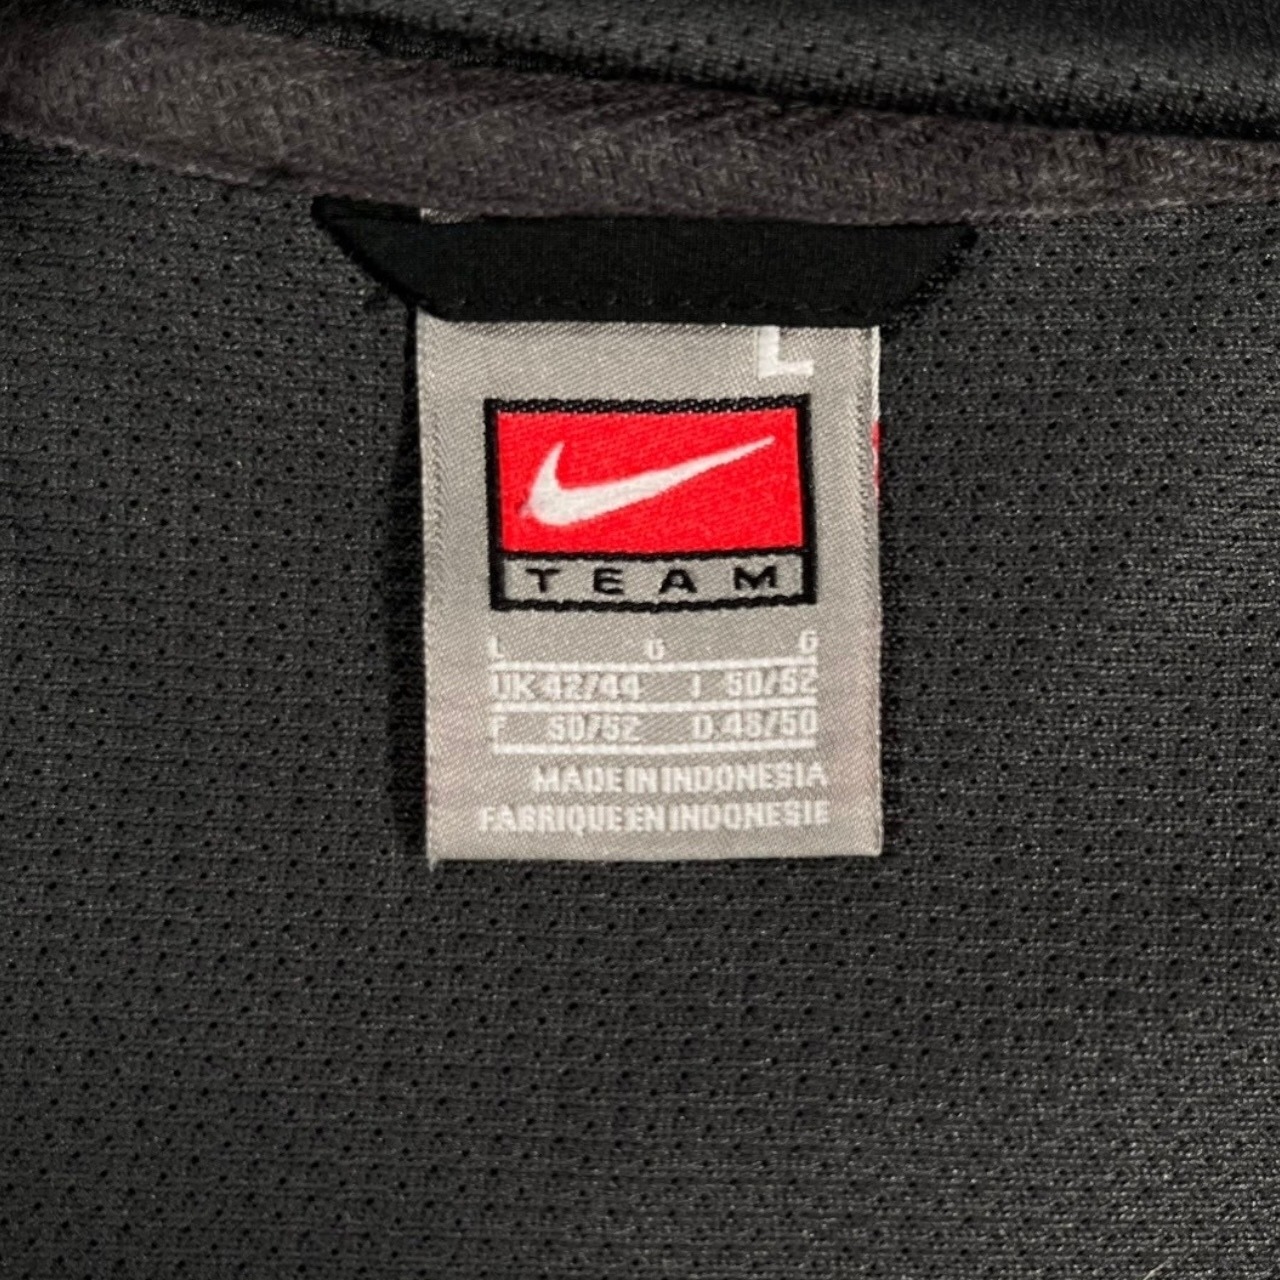 L
TEAM
L G G
UK 42/44 I 50/52
F 50/52 D 48/50
MADE IN INDONESIA
FABRIQUE EN INDONESIE